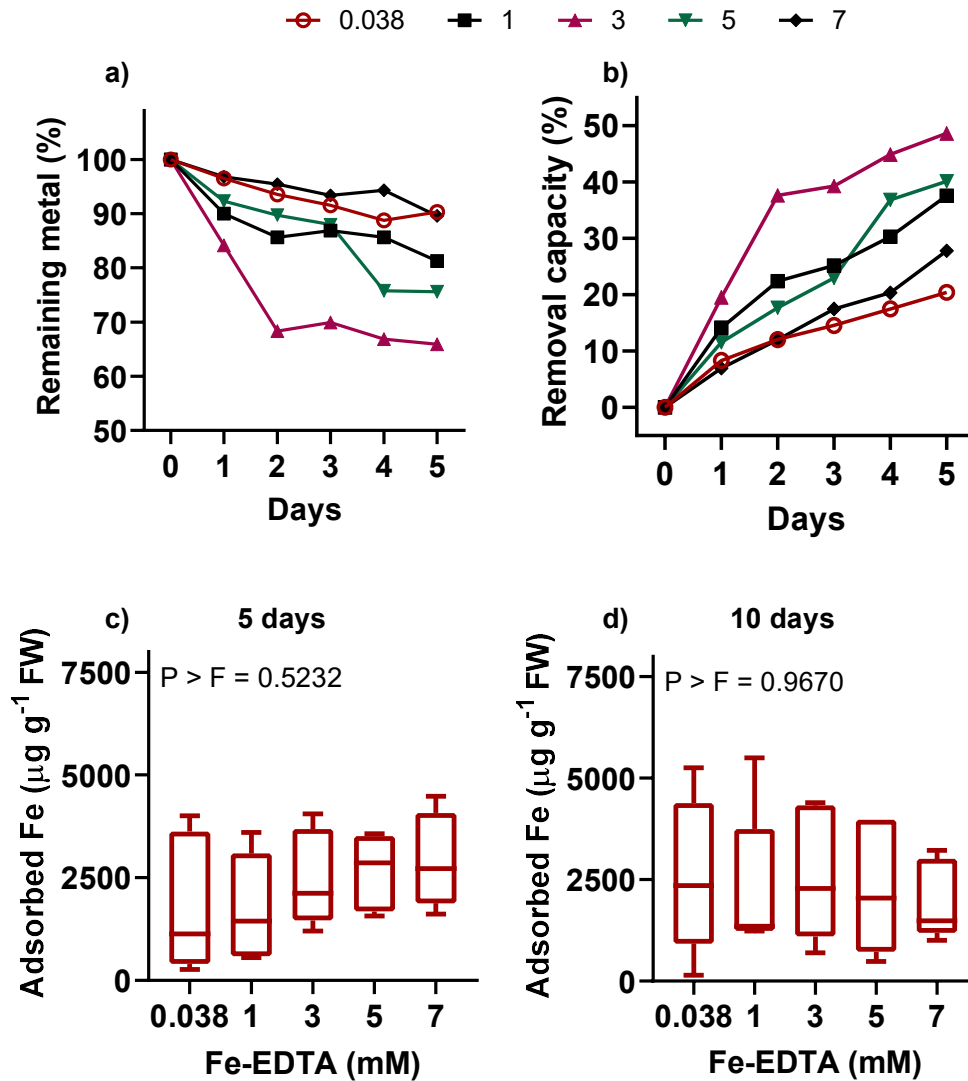 0.038 1 3 5 7
a)
Remaining metal (%)
100
90
80
70
60
50
0 1 2 3 4 5
Days
b)
Removal capacity (%)
50
40
30
20
10
0
0 1 2 3 4 5
Days
c) 5 days
Adsorbed Fe (μg g⁻¹ FW)
P > F = 0.5232
7500
5000
2500
0
0.038 1 3 5 7
Fe-EDTA (mM)
d) 10 days
Adsorbed Fe (μg g⁻¹ FW)
P > F = 0.9670
7500
5000
2500
0
0.038 1 3 5 7
Fe-EDTA (mM)